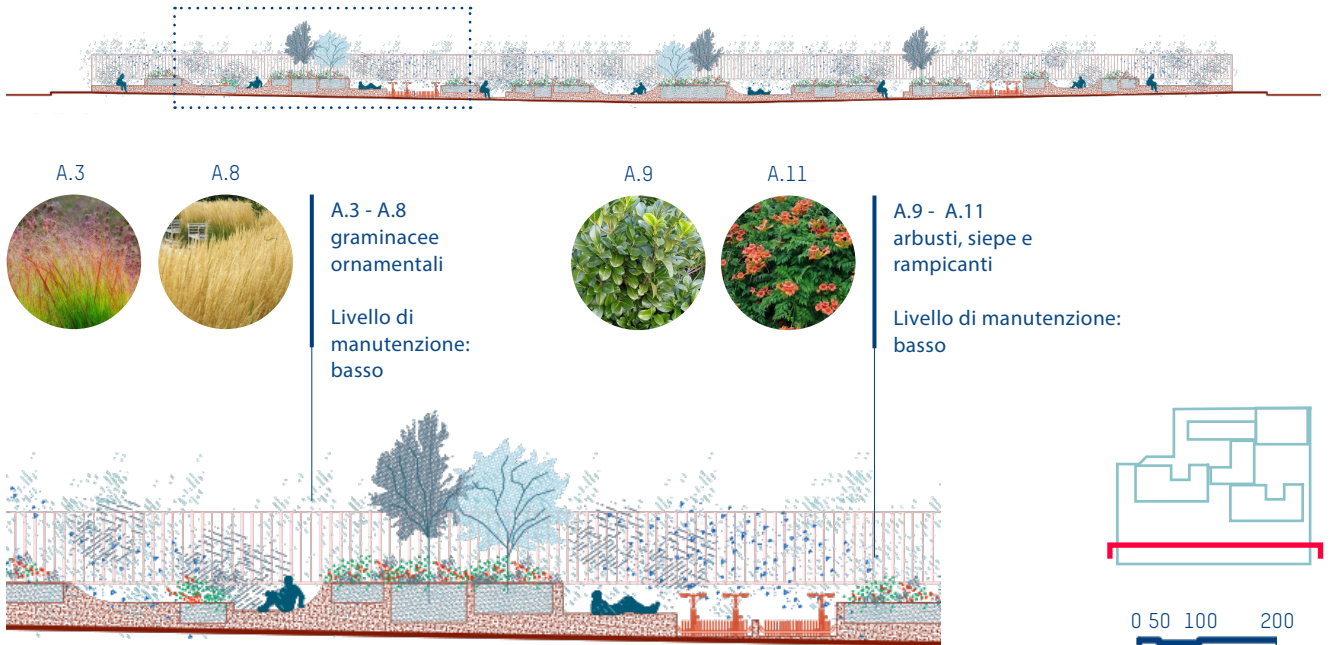 A.3
A.8
A.3 - A.8
graminacee
ornamentali
Livello di
manutenzione:
basso
A.9
A.11
A.9 - A.11
arbusti, siepe e
rampicanti
Livello di manutenzione:
basso
0 50 100 200